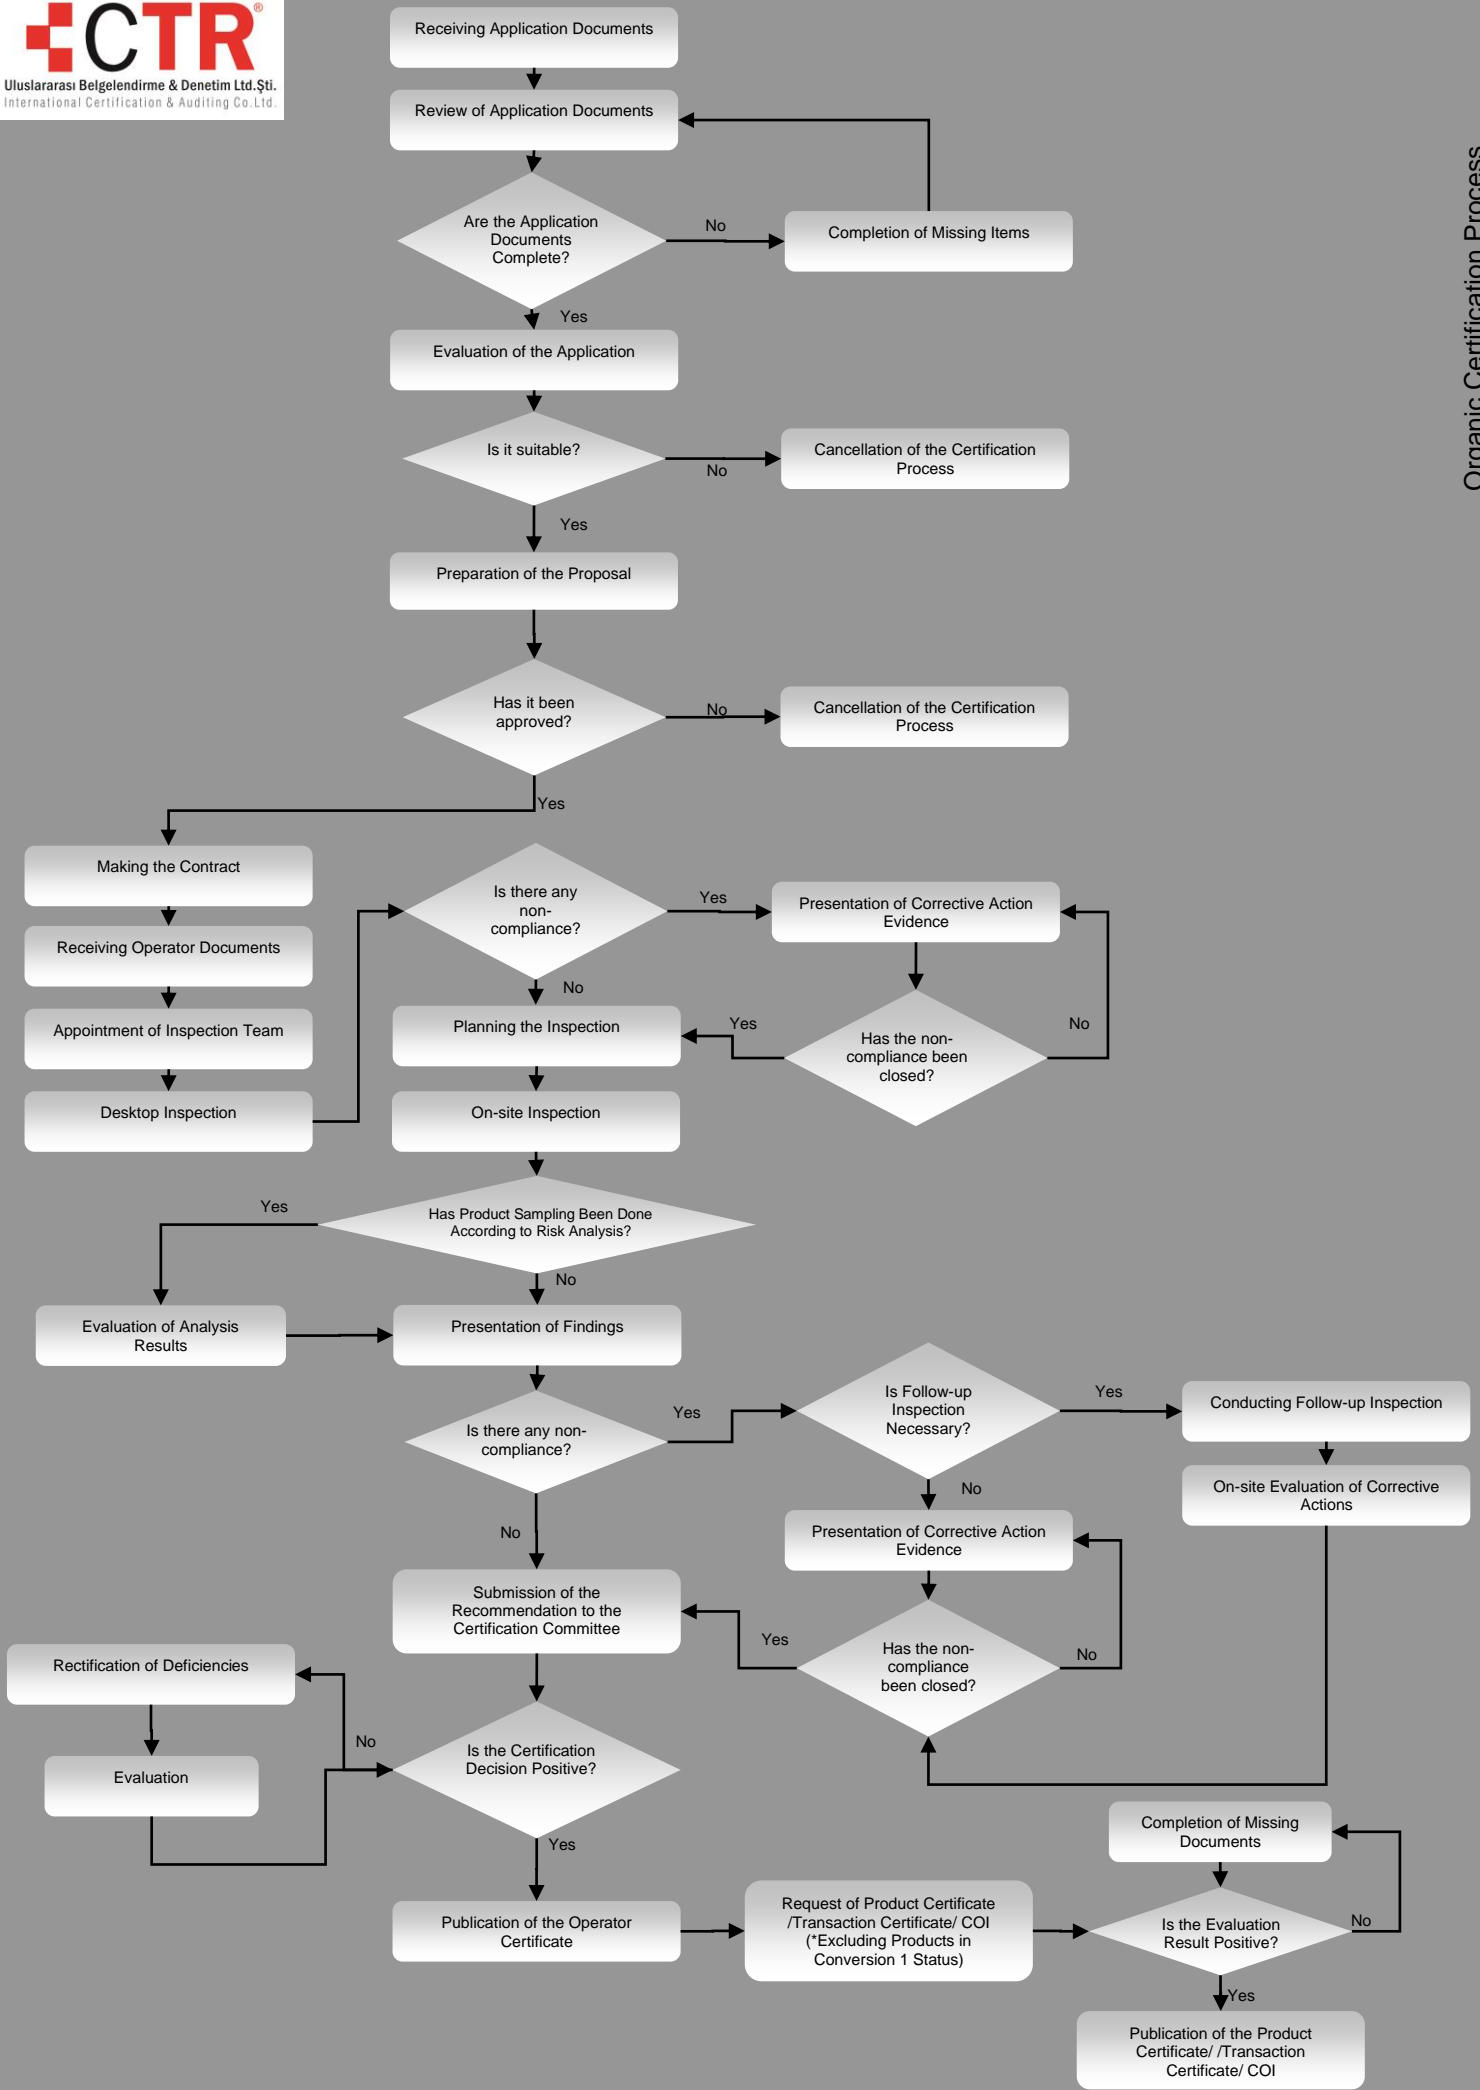 CTR®
Uluslararası Belgelendirme & Denetim Ltd.Şti.
International Certification & Auditing Co.Ltd.
Organic Certification Process
Receiving Application Documents
Review of Application Documents
Are the Application
Documents
Complete?
No
Completion of Missing Items
Yes
Evaluation of the Application
Is it suitable?
No
Cancellation of the Certification
Process
Yes
Preparation of the Proposal
Has it been
approved?
No
Cancellation of the Certification
Process
Yes
Making the Contract
Receiving Operator Documents
Appointment of Inspection Team
Desktop Inspection
Is there any
non-
compliance?
Yes
Presentation of Corrective Action
Evidence
No
Planning the Inspection
Yes
Has the non-
compliance been
closed?
No
On-site Inspection
Has Product Sampling Been Done
According to Risk Analysis?
Yes
No
Evaluation of Analysis
Results
Presentation of Findings
Is there any non-
compliance?
Yes
Is Follow-up
Inspection
Necessary?
Yes
Conducting Follow-up Inspection
On-site Evaluation of Corrective
Actions
No
Presentation of Corrective Action
Evidence
No
Submission of the
Recommendation to the
Certification Committee
Yes
Has the non-
compliance
been closed?
No
Rectification of Deficiencies
No
Is the Certification
Decision Positive?
Evaluation
Yes
Publication of the Operator
Certificate
Request of Product Certificate
/Transaction Certificate/ COI
(*Excluding Products in
Conversion 1 Status)
Completion of Missing
Documents
Is the Evaluation
Result Positive?
No
Yes
Publication of the Product
Certificate/ /Transaction
Certificate/ COI